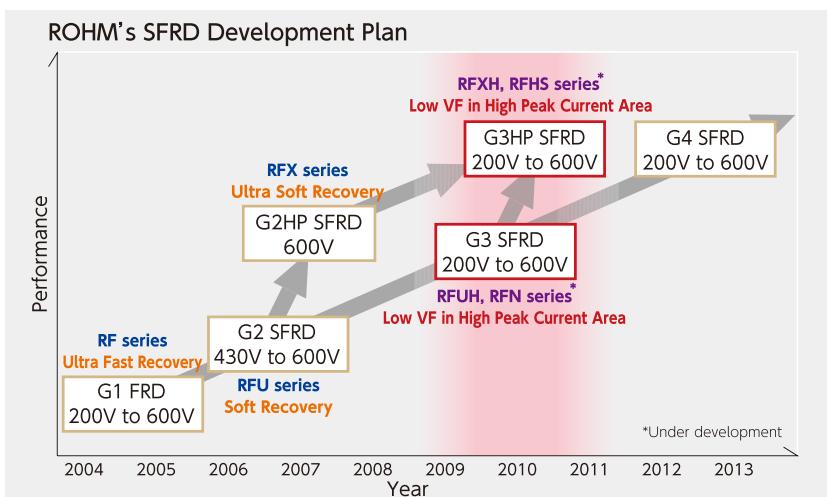 ROHM's SFRD Development Plan
RFXH, RFHS series*
Low VF in High Peak Current Area
G3HP SFRD
200V to 600V
G4 SFRD
200V to 600V
RFX series
Ultra Soft Recovery
G2HP SFRD
600V
G3 SFRD
200V to 600V
RFUH, RFN series*
Low VF in High Peak Current Area
G2 SFRD
430V to 600V
RFU series
Soft Recovery
RF series
Ultra Fast Recovery
G1 FRD
200V to 600V
*Under development
Performance
2004 2005 2006 2007 2008 2009 2010 2011 2012 2013
Year